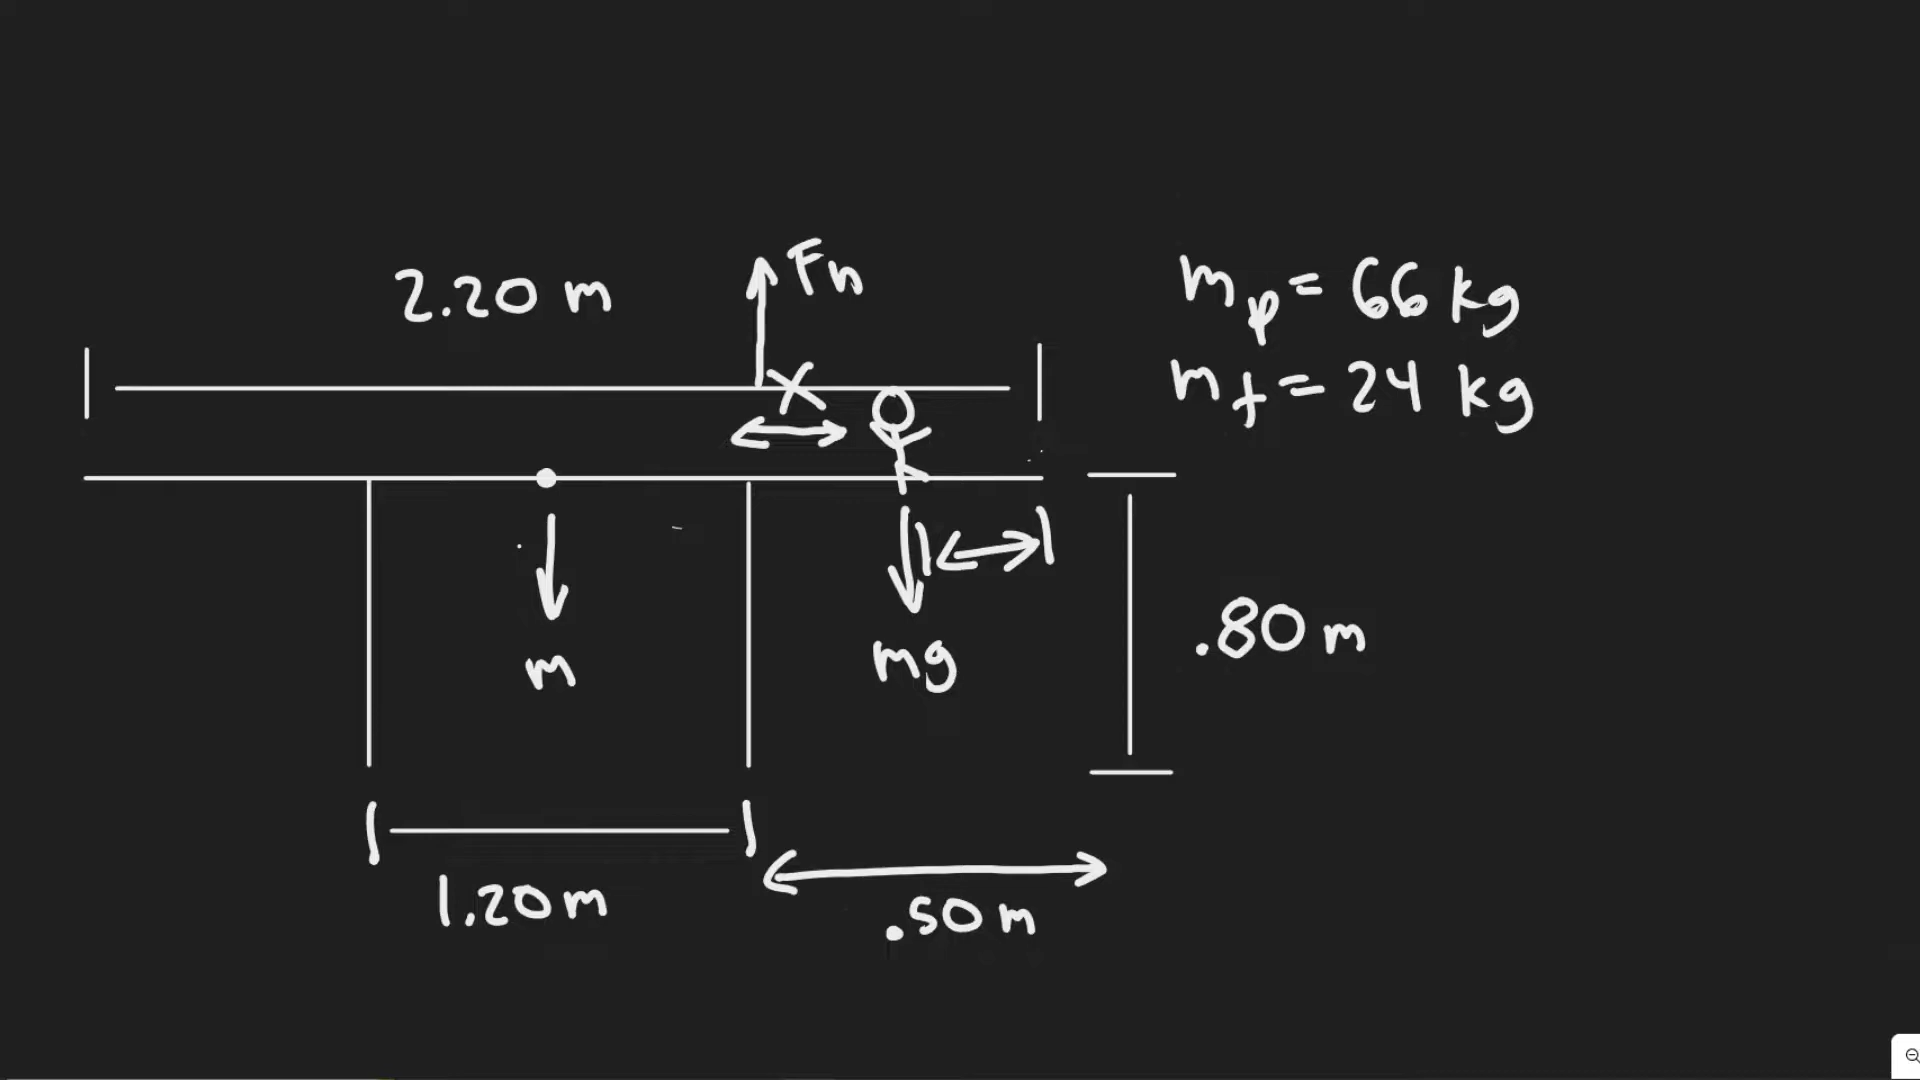 2.20 m
Fn
x
m
mg
1.20 m
.50 m
.80 m
mp = 66 kg
mt = 24 kg